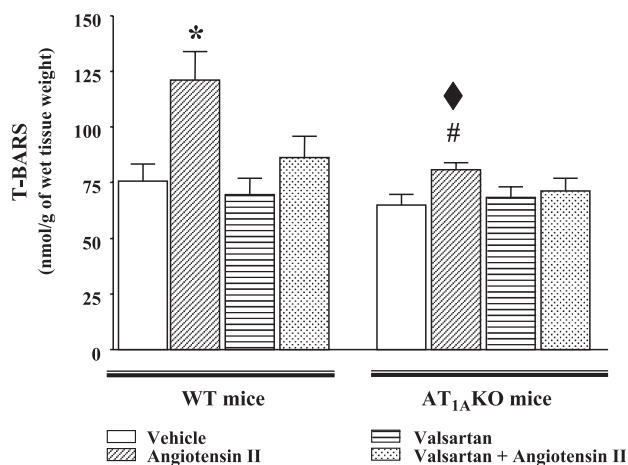 T-BARS
(nmol/g of wet tissue weight)
150
125
100
75
50
25
0
*
♦
#
WT mice
AT1AKO mice
Vehicle
Angiotensin II
Valsartan
Valsartan + Angiotensin II